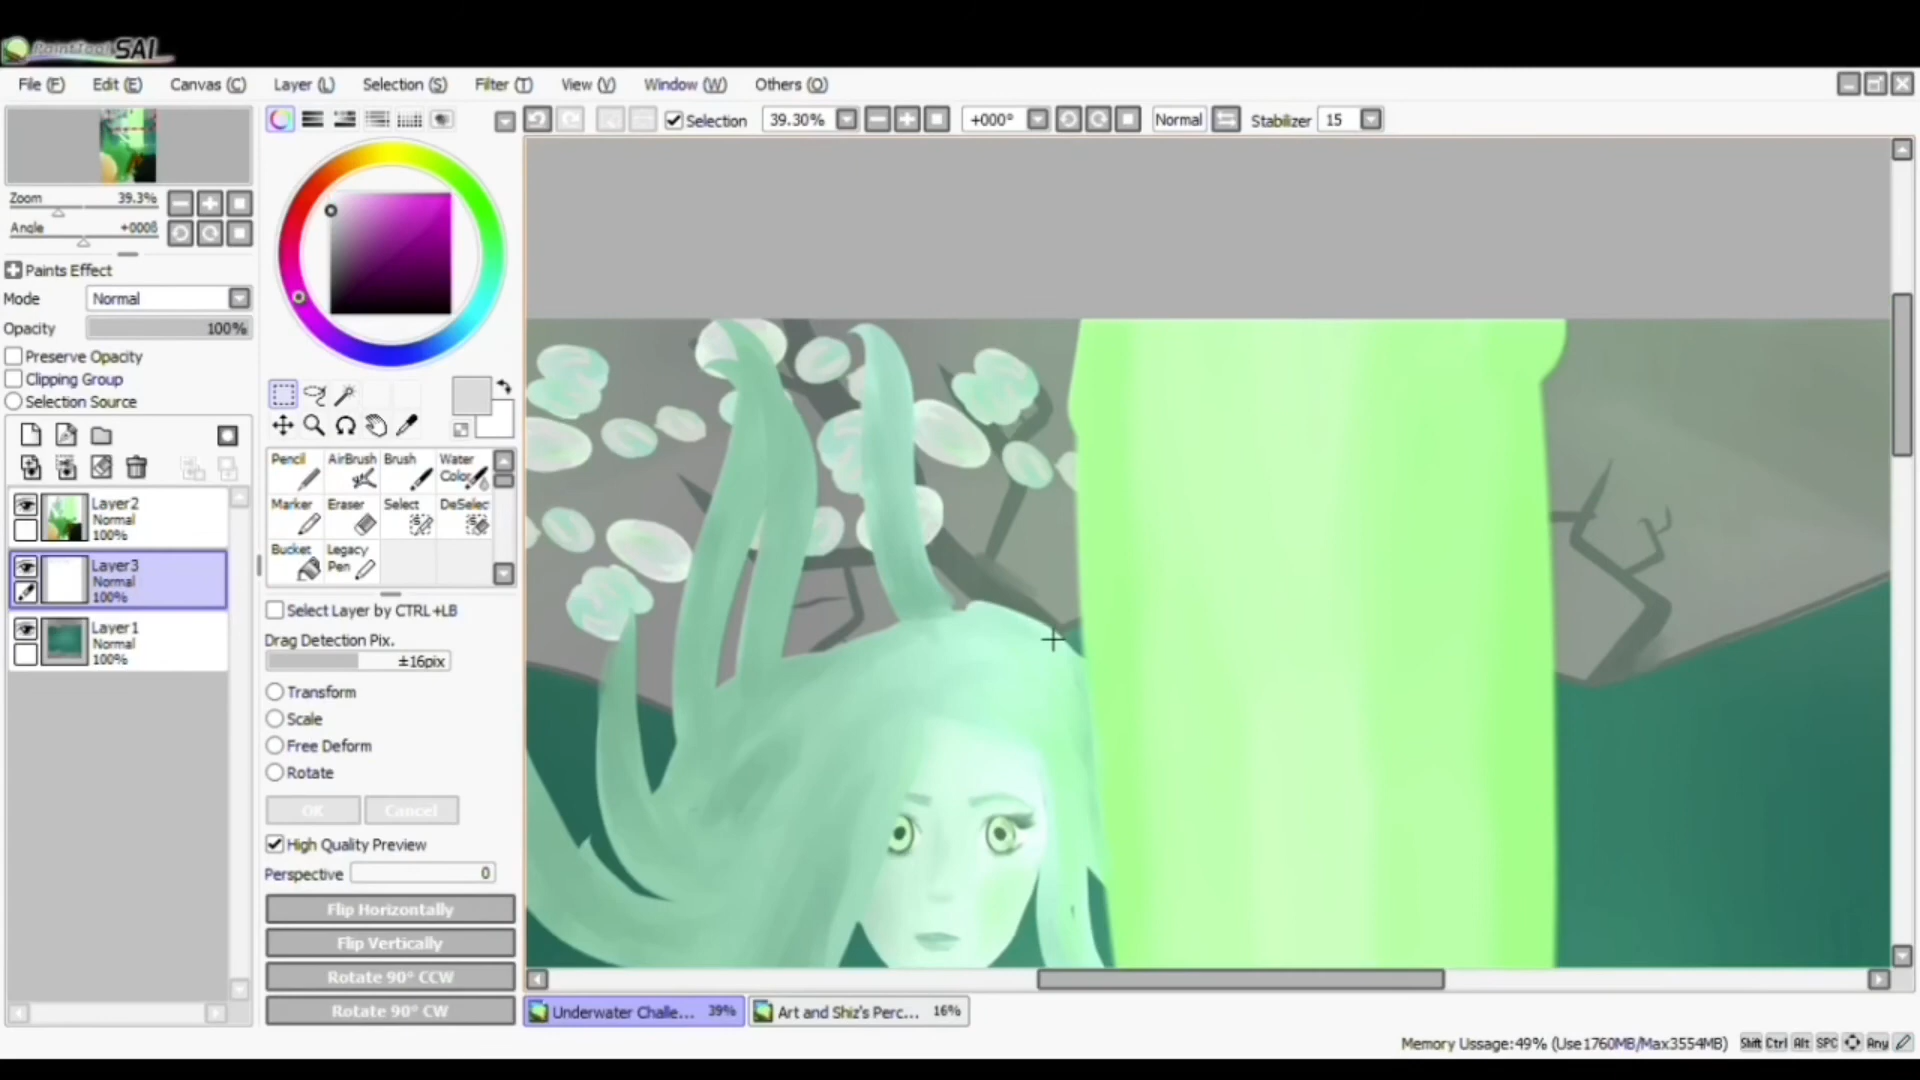 PaintTool SAI
File (F) Edit (E) Canvas (C) Layer (L) Selection (S) Filter (T) View (V) Window (W) Others (O)
Selection 39.30% +000° Normal Stabilizer 15
Zoom 39.3%
Angle +000ß
Paints Effect
Mode Normal
Opacity 100%
Preserve Opacity
Clipping Group
Selection Source
Layer2
Normal
100%
Layer3
Normal
100%
Layer1
Normal
100%
Pencil AirBrush Brush Water Color
Marker Eraser Select DeSelec
Bucket Legacy Pen
Select Layer by CTRL+LB
Drag Detection Pix.
±16pix
Transform
Scale
Free Deform
Rotate
OK Cancel
High Quality Preview
Perspective 0
Flip Horizontally
Flip Vertically
Rotate 90° CCW
Rotate 90° CW
Underwater Challe... 39% Art and Shiz's Perc... 16%
Memory Ussage:49% (Use1760MB/Max3554MB) Shift Ctrl Alt SPC Any